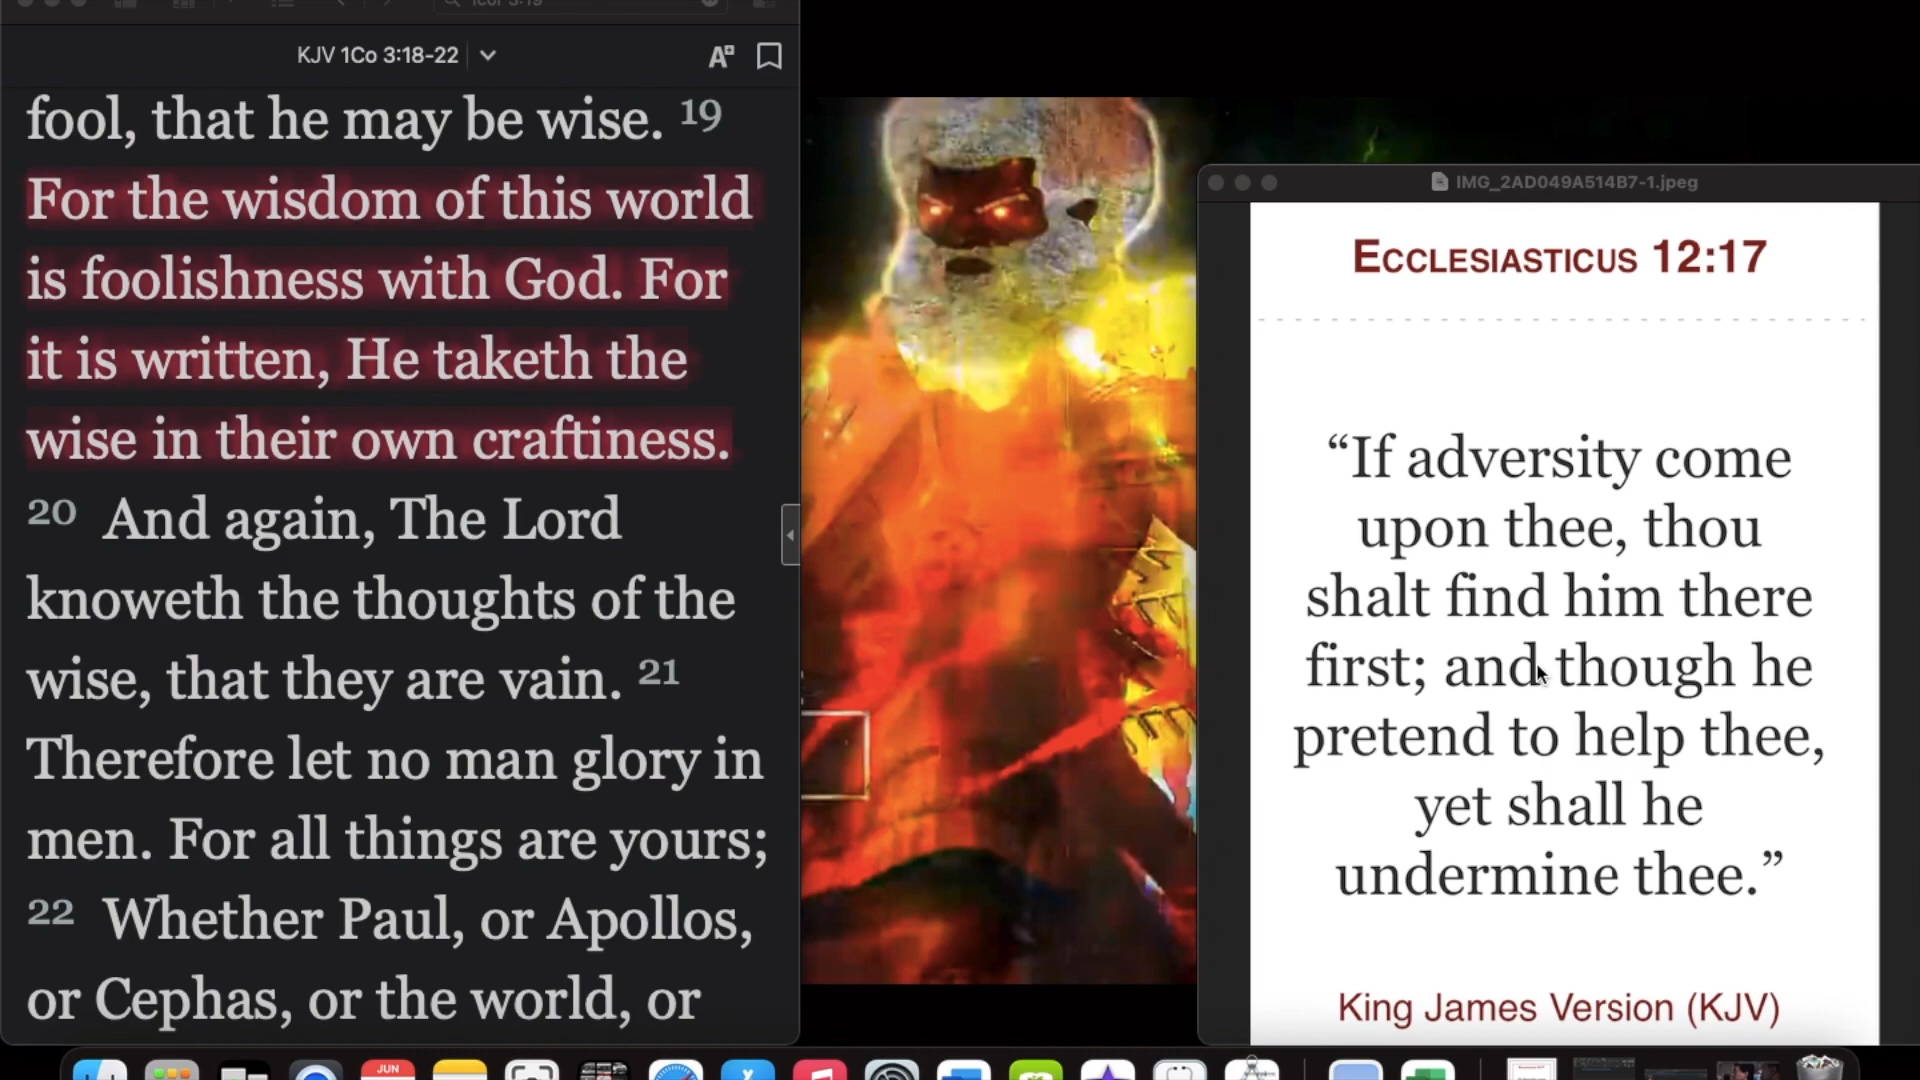 1cor 3:19
KJV 1Co 3:18-22
fool, that he may be wise. 19
For the wisdom of this world
is foolishness with God. For
it is written, He taketh the
wise in their own craftiness.
20 And again, The Lord
knoweth the thoughts of the
wise, that they are vain. 21
Therefore let no man glory in
men. For all things are yours;
22 Whether Paul, or Apollos,
or Cephas, or the world, or
IMG_2AD049A514B7-1.jpeg
Ecclesiasticus 12:17
“If adversity come
upon thee, thou
shalt find him there
first; and though he
pretend to help thee,
yet shall he
undermine thee.”
King James Version (KJV)
JUN